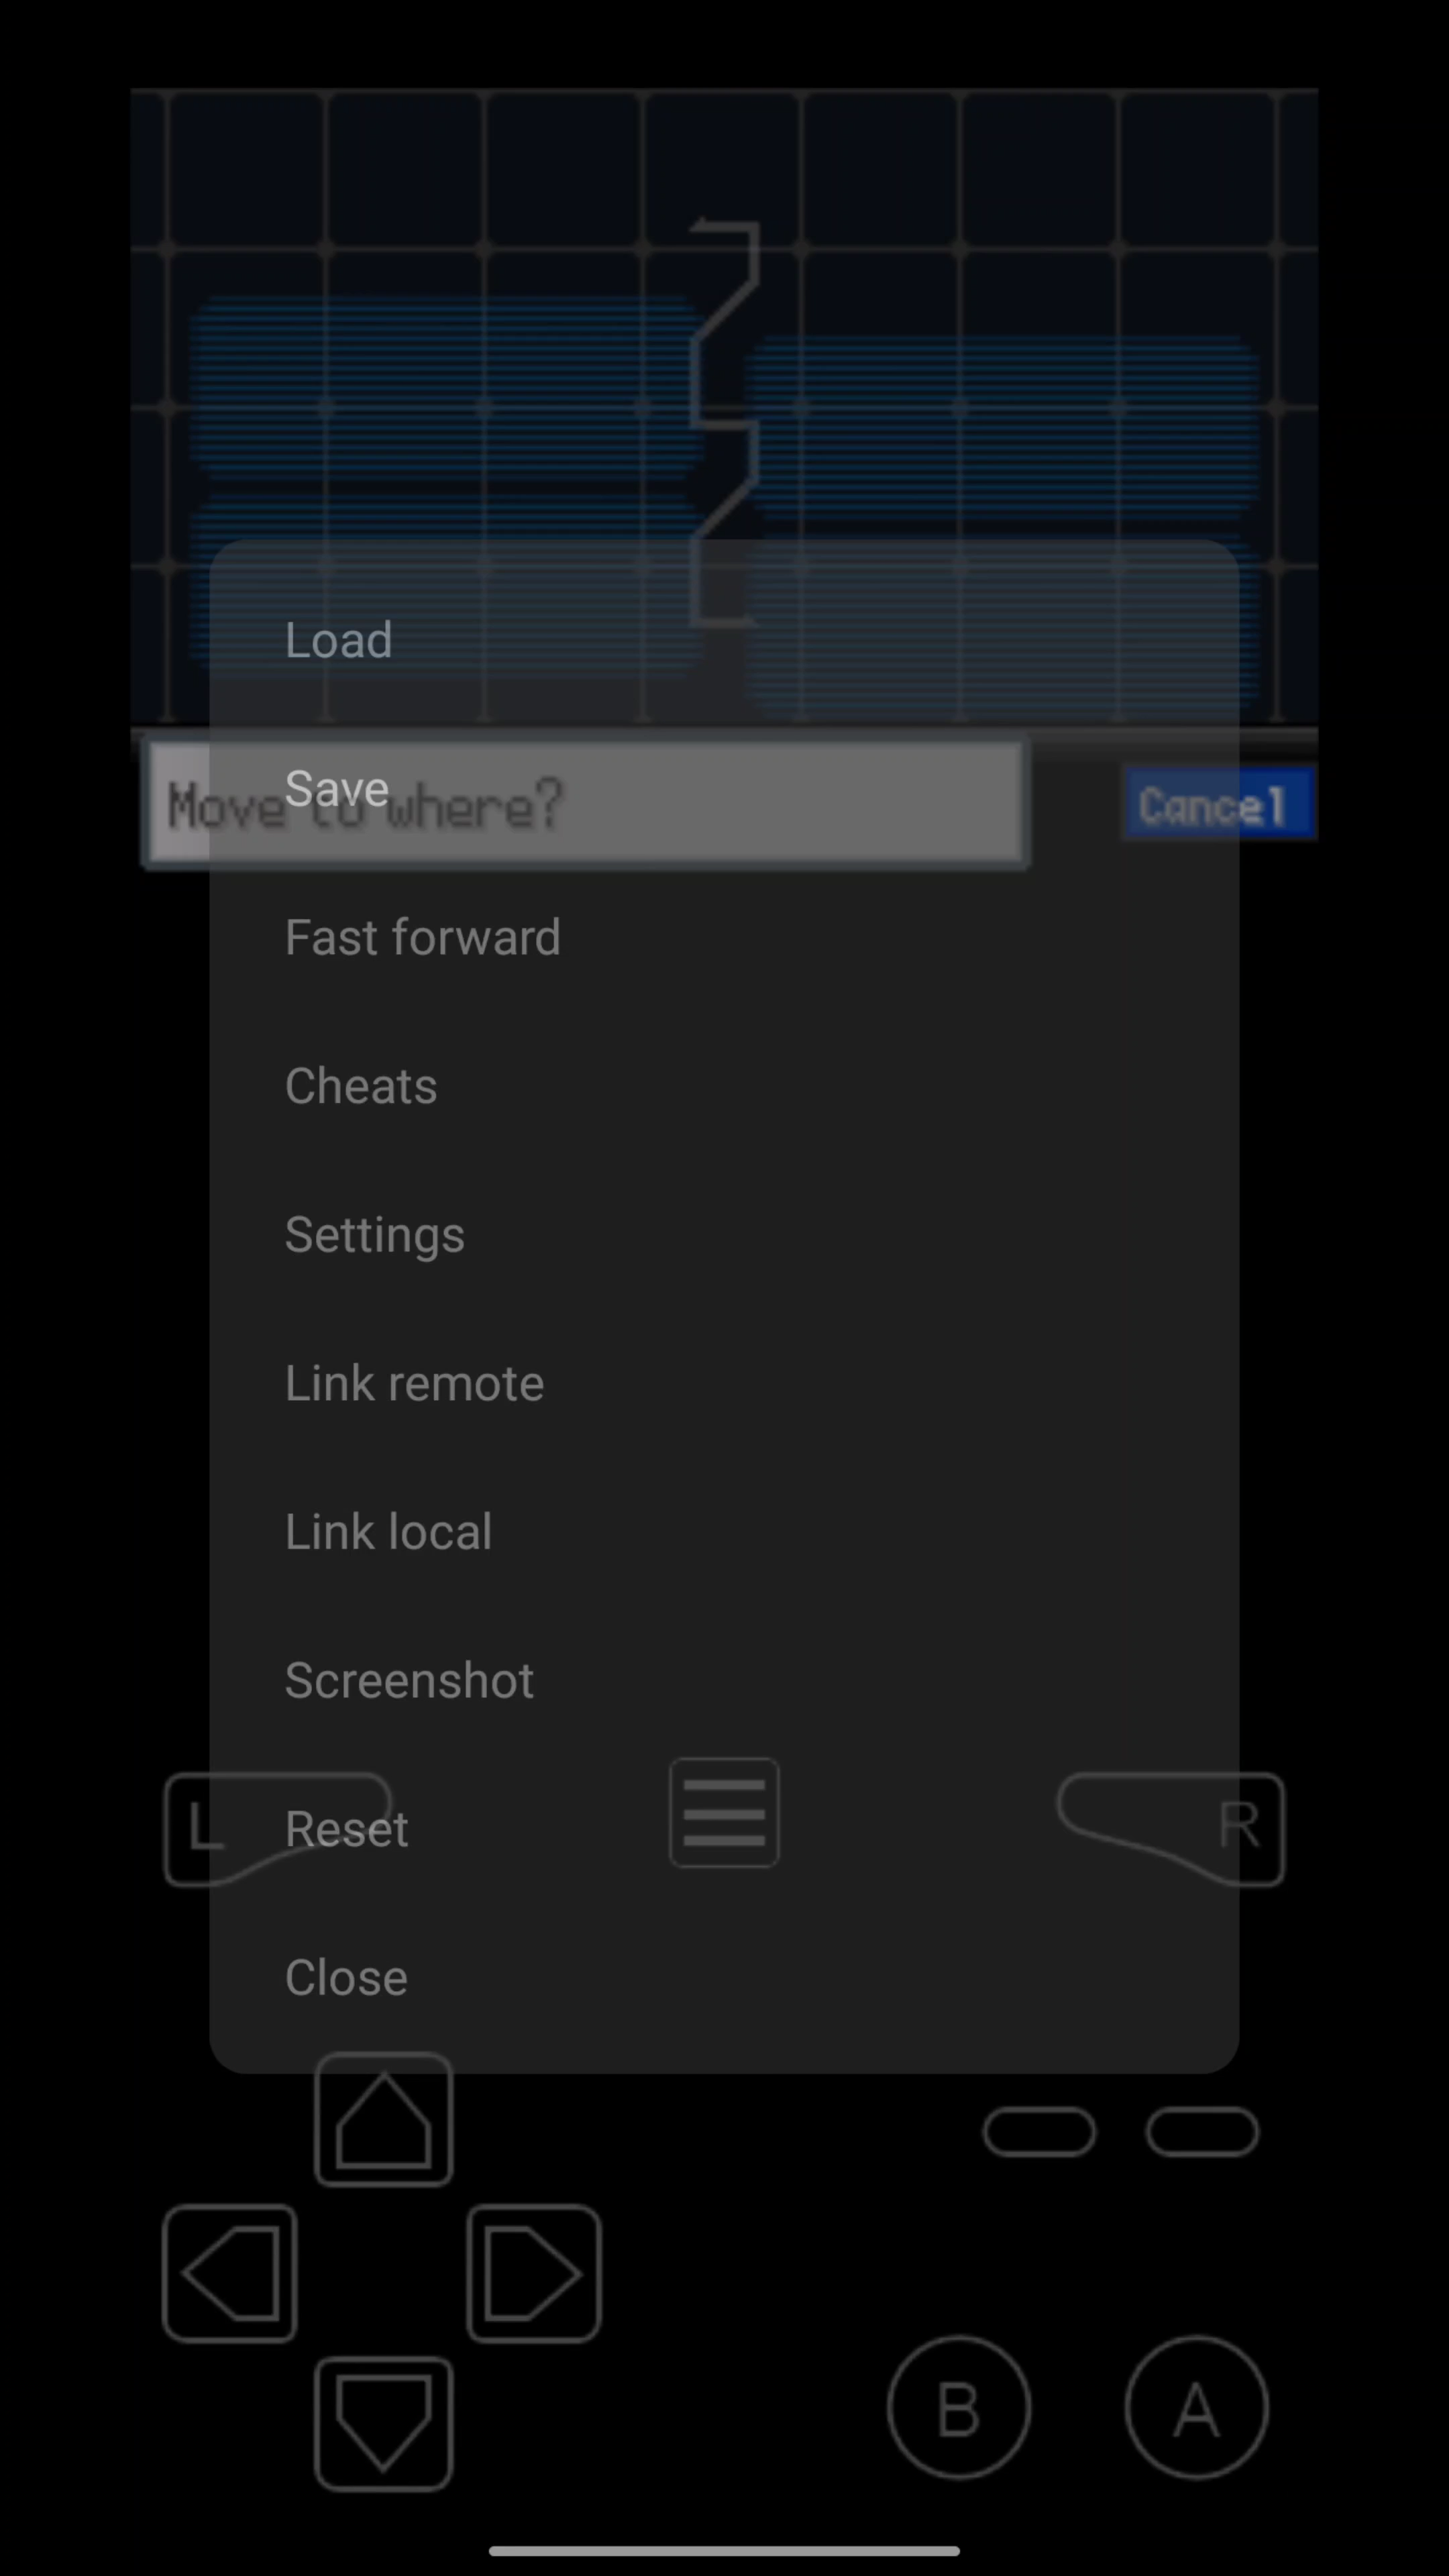 Load
Move to where?
Save
Cancel
Fast forward
Cheats
Settings
Link remote
Link local
Screenshot
L
Reset
R
Close
B
A